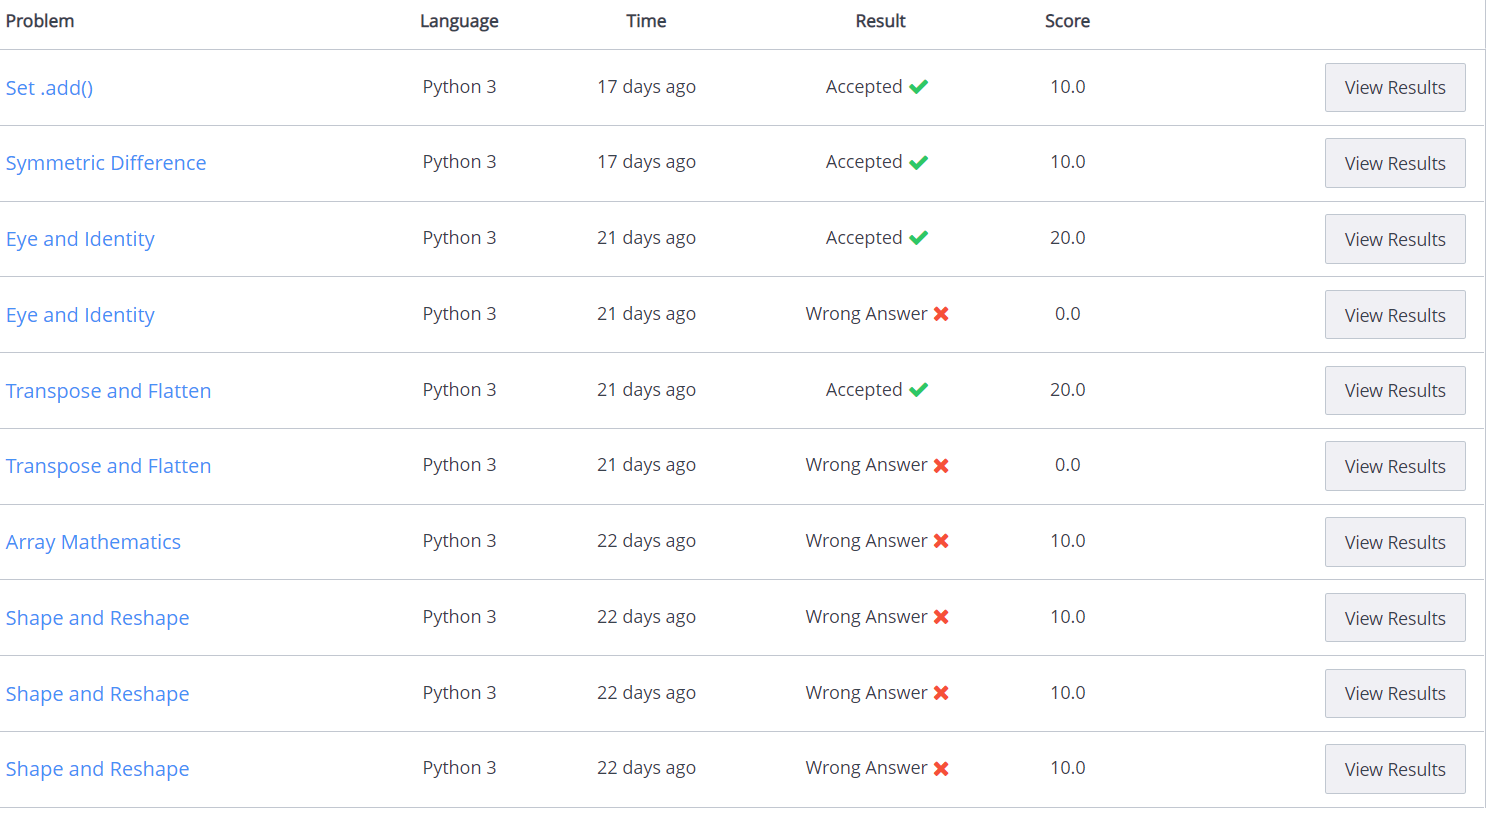 Problem Language Time Result Score
Set .add() Python 3 17 days ago Accepted 10.0 View Results
Symmetric Difference Python 3 17 days ago Accepted 10.0 View Results
Eye and Identity Python 3 21 days ago Accepted 20.0 View Results
Eye and Identity Python 3 21 days ago Wrong Answer 0.0 View Results
Transpose and Flatten Python 3 21 days ago Accepted 20.0 View Results
Transpose and Flatten Python 3 21 days ago Wrong Answer 0.0 View Results
Array Mathematics Python 3 22 days ago Wrong Answer 10.0 View Results
Shape and Reshape Python 3 22 days ago Wrong Answer 10.0 View Results
Shape and Reshape Python 3 22 days ago Wrong Answer 10.0 View Results
Shape and Reshape Python 3 22 days ago Wrong Answer 10.0 View Results